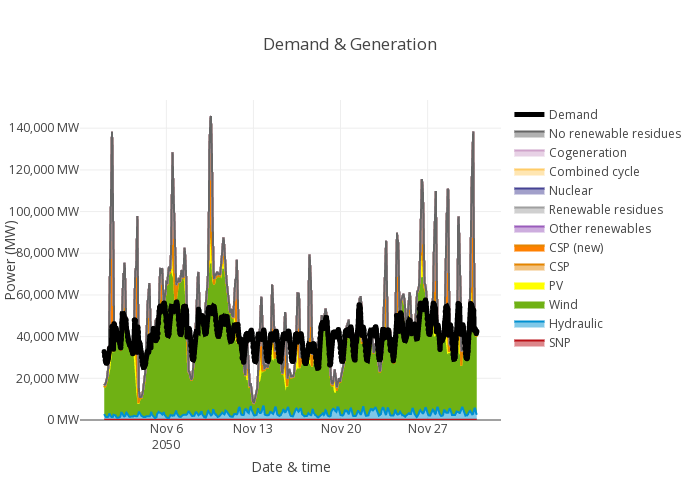 Demand & Generation
Power (MW)
140,000 MW
120,000 MW
100,000 MW
80,000 MW
60,000 MW
40,000 MW
20,000 MW
0 MW
Nov 6
2050
Nov 13
Nov 20
Nov 27
Date & time
Demand
No renewable residues
Cogeneration
Combined cycle
Nuclear
Renewable residues
Other renewables
CSP (new)
CSP
PV
Wind
Hydraulic
SNP